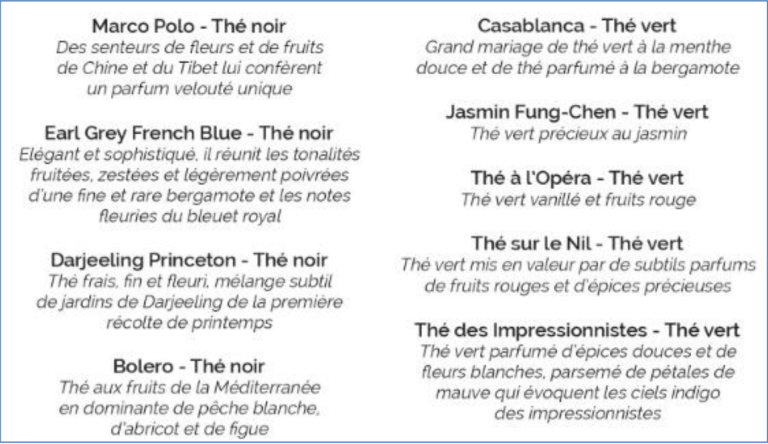 Marco Polo - Thé noir
Des senteurs de fleurs et de fruits
de Chine et du Tibet lui confèrent
un parfum velouté unique
Earl Grey French Blue - Thé noir
Elégant et sophistiqué, il réunit les tonalités
fruitées, zestées et légèrement poivrées
d'une fine et rare bergamote et les notes
fleuries du bleuet royal
Darjeeling Princeton - Thé noir
Thé frais, fin et fleuri, mélange subtil
de jardins de Darjeeling de la première
récolte de printemps
Bolero - Thé noir
Thé aux fruits de la Méditerranée
en dominante de pêche blanche,
d'abricot et de figue
Casablanca - Thé vert
Grand mariage de thé vert à la menthe
douce et de thé parfumé à la bergamote
Jasmin Fung-Chen - Thé vert
Thé vert précieux au jasmin
Thé à l'Opéra - Thé vert
Thé vert vanillé et fruits rouge
Thé sur le Nil - Thé vert
Thé vert mis en valeur par de subtils parfums
de fruits rouges et d'épices précieuses
Thé des Impressionnistes - Thé vert
Thé vert parfumé d'épices douces et de
fleurs blanches, parsemé de pétales de
mauve qui évoquent les ciels indigo
des impressionnistes